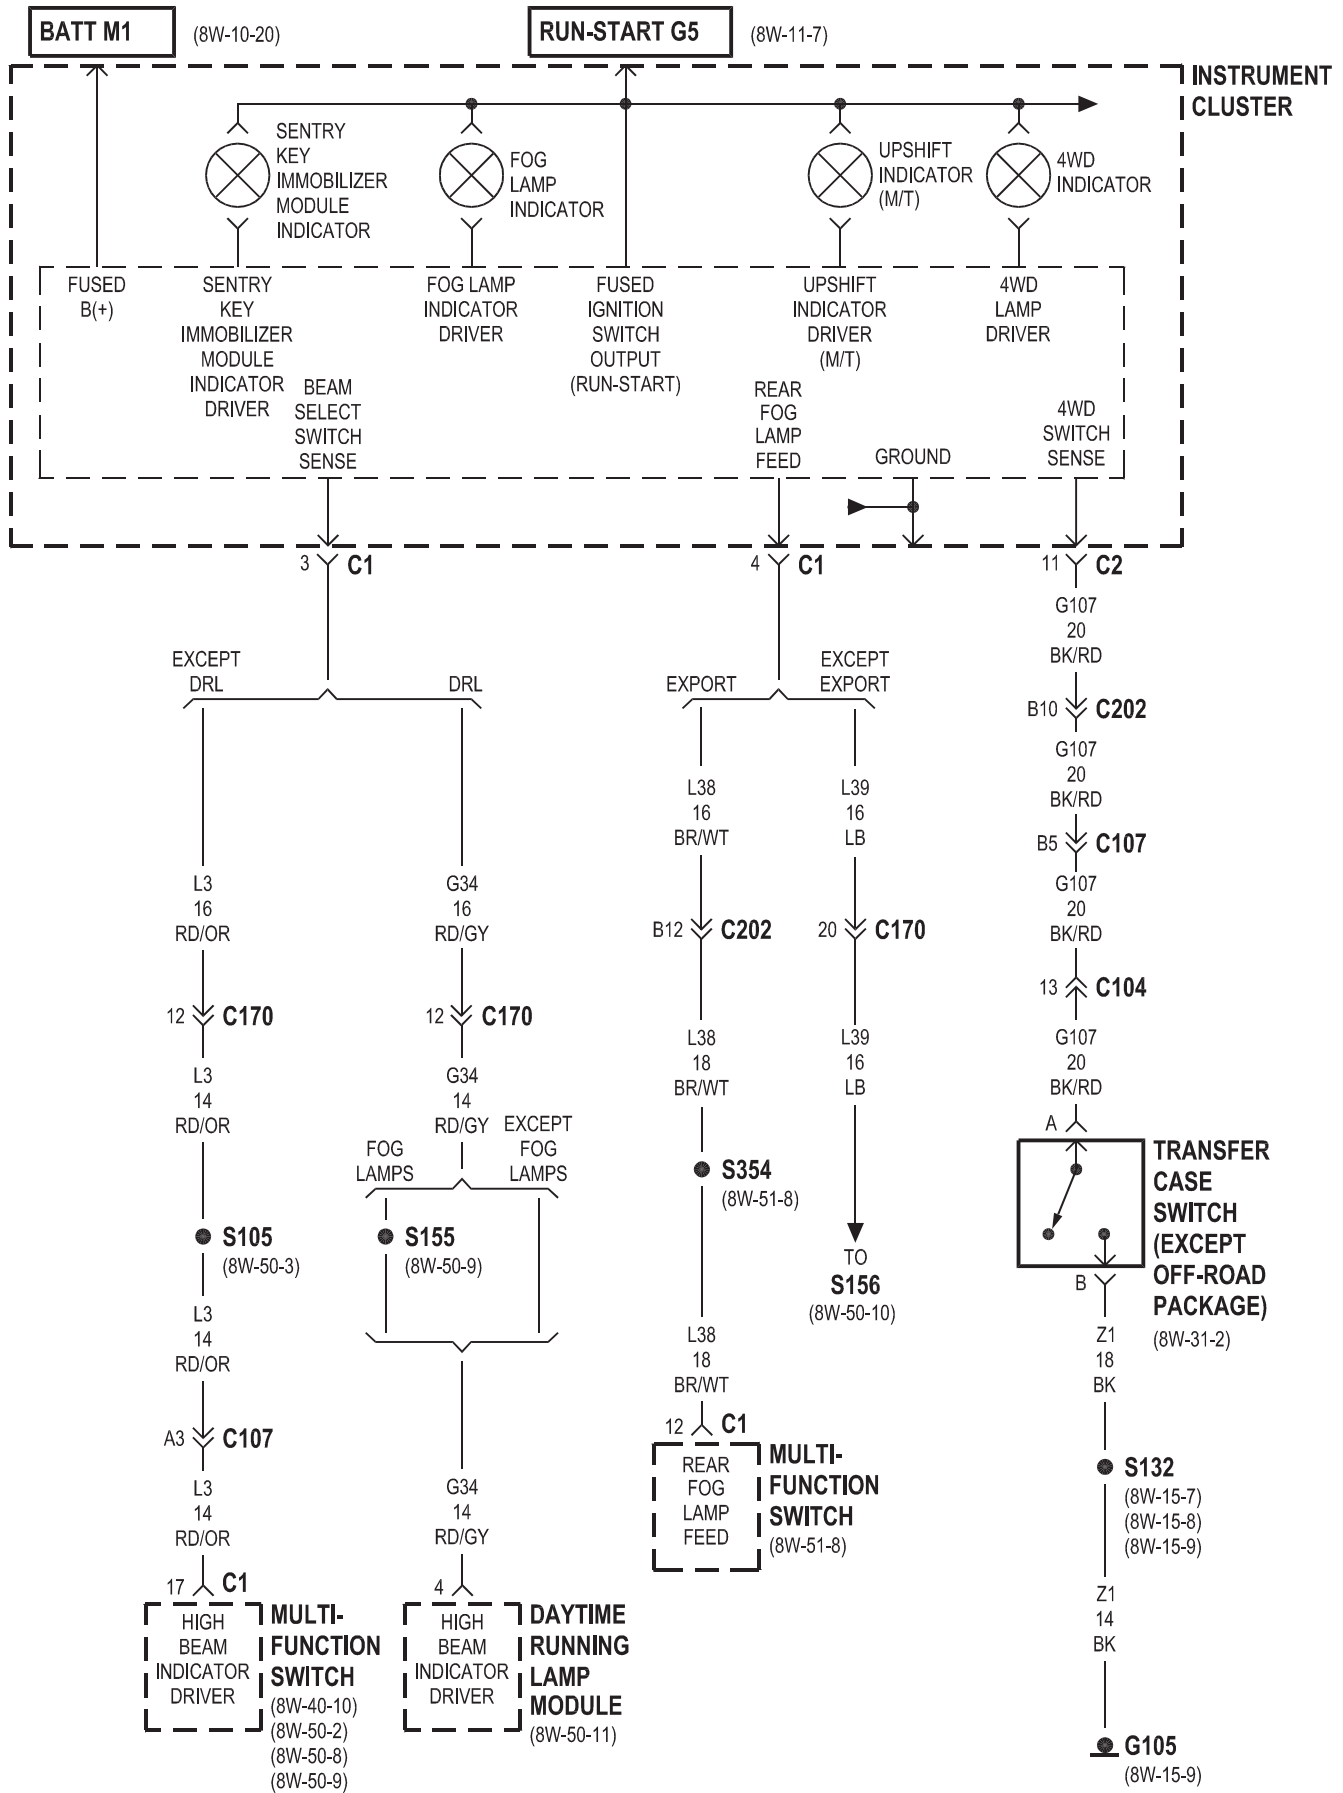 BATT M1
(8W-10-20)
RUN-START G5
(8W-11-7)
INSTRUMENT
CLUSTER
SENTRY
KEY
IMMOBILIZER
MODULE
INDICATOR
FOG
LAMP
INDICATOR
UPSHIFT
INDICATOR
(M/T)
4WD
INDICATOR
FUSED
B(+)
SENTRY
KEY
IMMOBILIZER
MODULE
INDICATOR
DRIVER
BEAM
SELECT
SWITCH
SENSE
FOG LAMP
INDICATOR
DRIVER
FUSED
IGNITION
SWITCH
OUTPUT
(RUN-START)
UPSHIFT
INDICATOR
DRIVER
(M/T)
REAR
FOG
LAMP
FEED
GROUND
4WD
LAMP
DRIVER
4WD
SWITCH
SENSE
3 C1
4 C1
11 C2
G107
20
BK/RD
B10 C202
G107
20
BK/RD
B5 C107
G107
20
BK/RD
13 C104
G107
20
BK/RD
A
TRANSFER
CASE
SWITCH
(EXCEPT
OFF-ROAD
PACKAGE)
(8W-31-2)
B
Z1
18
BK
S132
(8W-15-7)
(8W-15-8)
(8W-15-9)
Z1
14
BK
G105
(8W-15-9)
EXCEPT
DRL
DRL
L3
16
RD/OR
12 C170
L3
14
RD/OR
S105
(8W-50-3)
L3
14
RD/OR
A3 C107
L3
14
RD/OR
17 C1
HIGH
BEAM
INDICATOR
DRIVER
MULTI-
FUNCTION
SWITCH
(8W-40-10)
(8W-50-2)
(8W-50-8)
(8W-50-9)
G34
16
RD/GY
12 C170
G34
14
RD/GY
FOG
LAMPS
EXCEPT
FOG
LAMPS
S155
(8W-50-9)
G34
14
RD/GY
4
HIGH
BEAM
INDICATOR
DRIVER
DAYTIME
RUNNING
LAMP
MODULE
(8W-50-11)
EXPORT
EXCEPT
EXPORT
L38
16
BR/WT
B12 C202
L38
18
BR/WT
S354
(8W-51-8)
L38
18
BR/WT
12 C1
REAR
FOG
LAMP
FEED
MULTI-
FUNCTION
SWITCH
(8W-51-8)
L39
16
LB
20 C170
L39
16
LB
TO
S156
(8W-50-10)